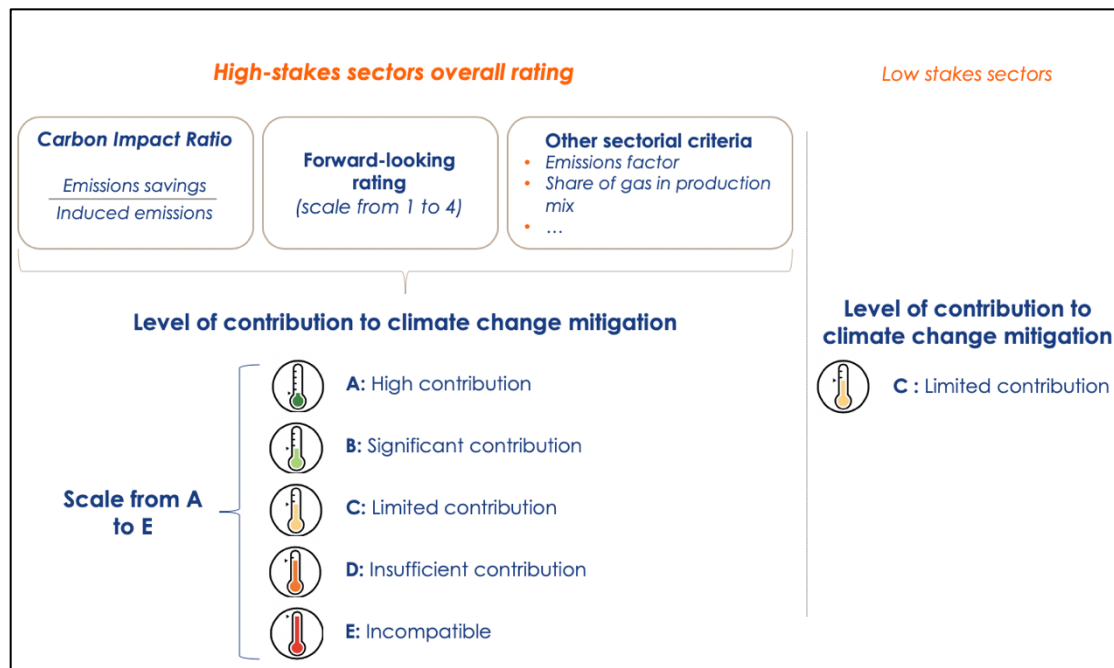 High-stakes sectors overall rating
Low stakes sectors
Carbon Impact Ratio
Emissions savings
Induced emissions
Forward-looking
rating
(scale from 1 to 4)
Other sectorial criteria
• Emissions factor
• Share of gas in production
mix
• ...
Level of contribution to climate change mitigation
Scale from A
to E
A: High contribution
B: Significant contribution
C: Limited contribution
D: Insufficient contribution
E: Incompatible
Level of contribution to
climate change mitigation
C : Limited contribution